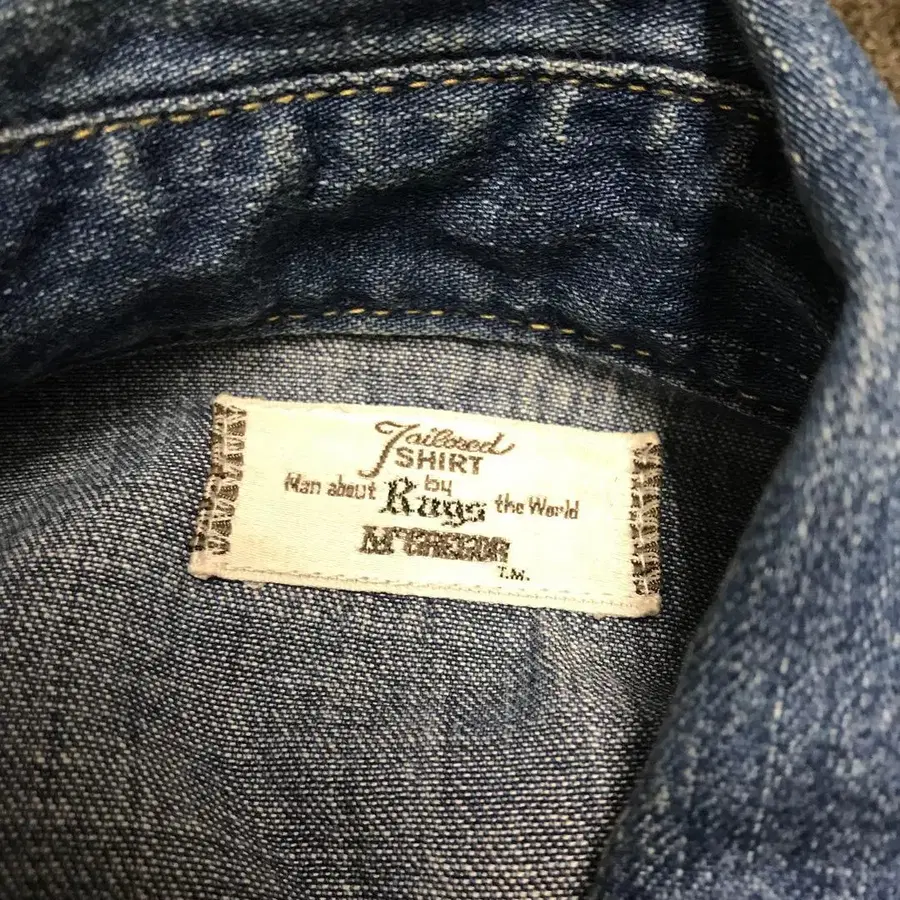 Tailored
SHIRT
by
Man about Rugs the World
McGREGOR
T.M.